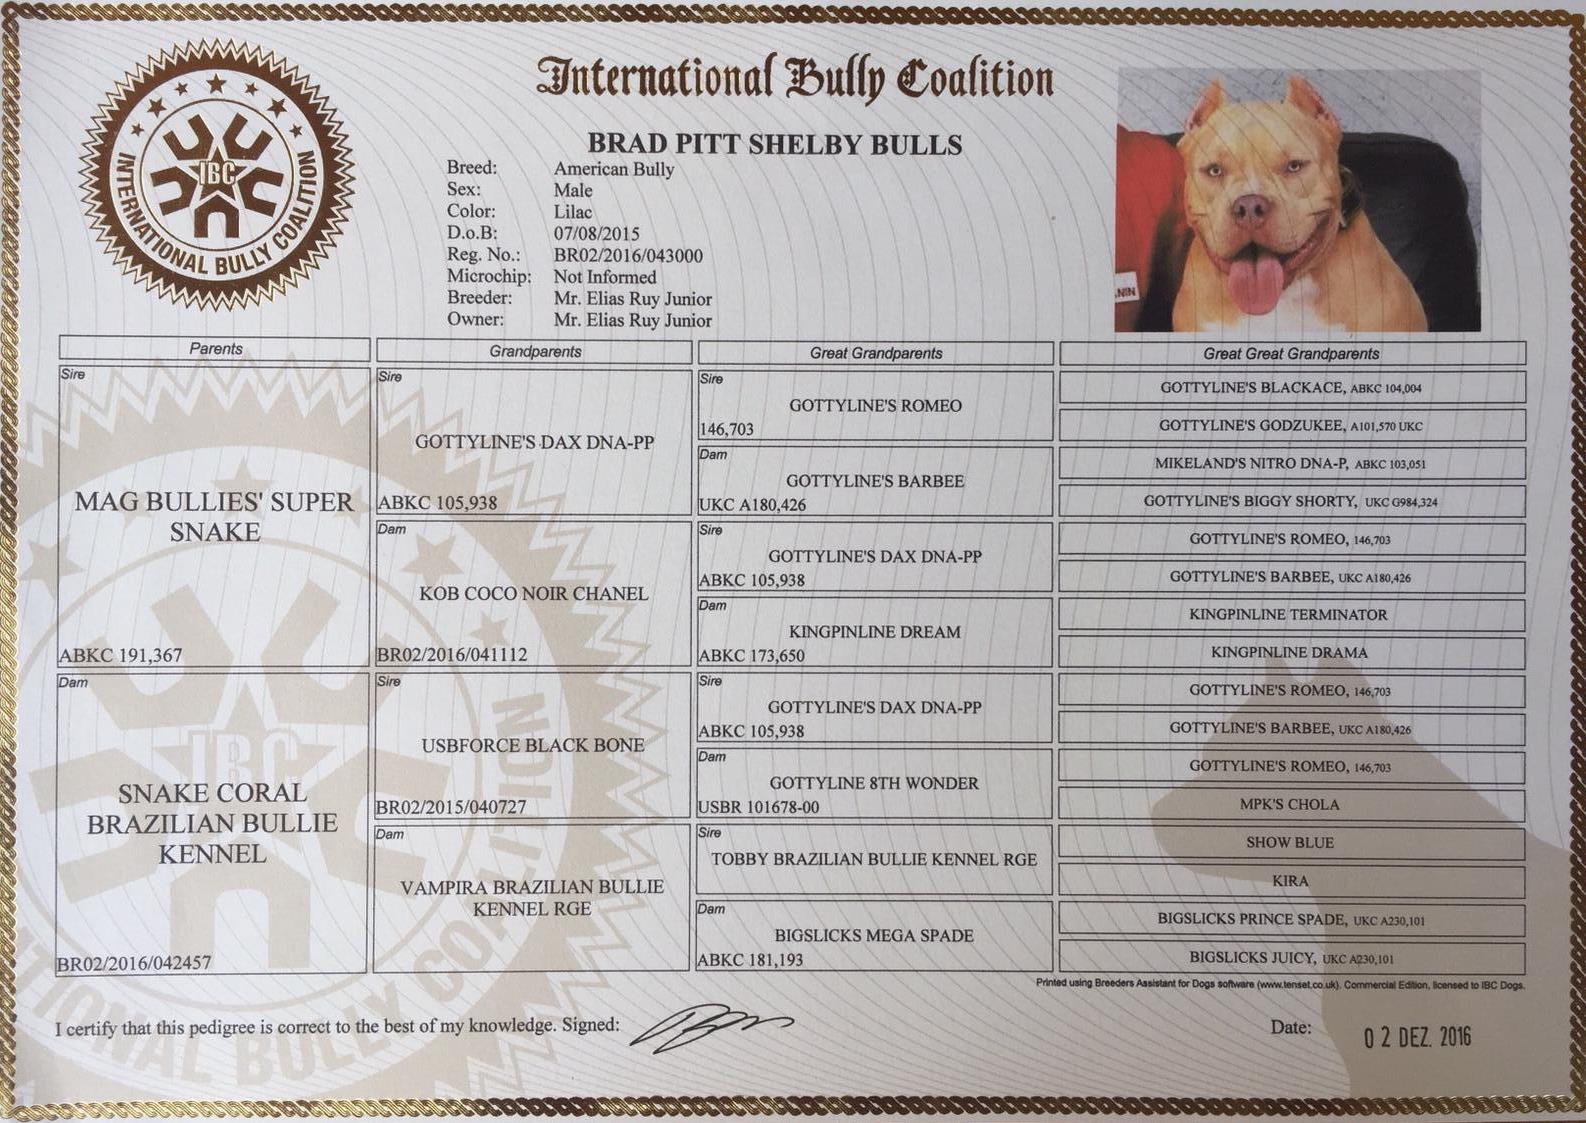 International Bully Coalition
INTERNATIONAL BULLY COALITION
IBC
BRAD PITT SHELBY BULLS
Breed: American Bully
Sex: Male
Color: Lilac
D.o.B: 07/08/2015
Reg. No.: BR02/2016/043000
Microchip: Not Informed
Breeder: Mr. Elias Ruy Junior
Owner: Mr. Elias Ruy Junior
Parents
Grandparents
Great Grandparents
Great Great Grandparents
Sire
MAG BULLIES' SUPER
SNAKE
ABKC 191,367
Dam
SNAKE CORAL
BRAZILIAN BULLIE
KENNEL
BR02/2016/042457
Sire
GOTTYLINE'S DAX DNA-PP
ABKC 105,938
Dam
KOB COCO NOIR CHANEL
BR02/2016/041112
Sire
USBFORCE BLACK BONE
BR02/2015/040727
Dam
VAMPIRA BRAZILIAN BULLIE
KENNEL RGE
Sire
GOTTYLINE'S ROMEO
146,703
Dam
GOTTYLINE'S BARBEE
UKC A180,426
Sire
GOTTYLINE'S DAX DNA-PP
ABKC 105,938
Dam
KINGPINLINE DREAM
ABKC 173,650
Sire
GOTTYLINE'S DAX DNA-PP
ABKC 105,938
Dam
GOTTYLINE 8TH WONDER
USBR 101678-00
Sire
TOBBY BRAZILIAN BULLIE KENNEL RGE
Dam
BIGSLICKS MEGA SPADE
ABKC 181,193
GOTTYLINE'S BLACKACE, ABKC 104,004
GOTTYLINE'S GODZUKEE, A101,570 UKC
MIKELAND'S NITRO DNA-P, ABKC 103,051
GOTTYLINE'S BIGGY SHORTY, UKC G984,324
GOTTYLINE'S ROMEO, 146,703
GOTTYLINE'S BARBEE, UKC A180,426
KINGPINLINE TERMINATOR
KINGPINLINE DRAMA
GOTTYLINE'S ROMEO, 146,703
GOTTYLINE'S BARBEE, UKC A180,426
GOTTYLINE'S ROMEO, 146,703
MPK'S CHOLA
SHOW BLUE
KIRA
BIGSLICKS PRINCE SPADE, UKC A230,101
BIGSLICKS JUICY, UKC A230,101
Printed using Breeders Assistant for Dogs software (www.tenset.co.uk). Commercial Edition, licensed to IBC Dogs.
I certify that this pedigree is correct to the best of my knowledge. Signed:
Date: 02 DEZ. 2016